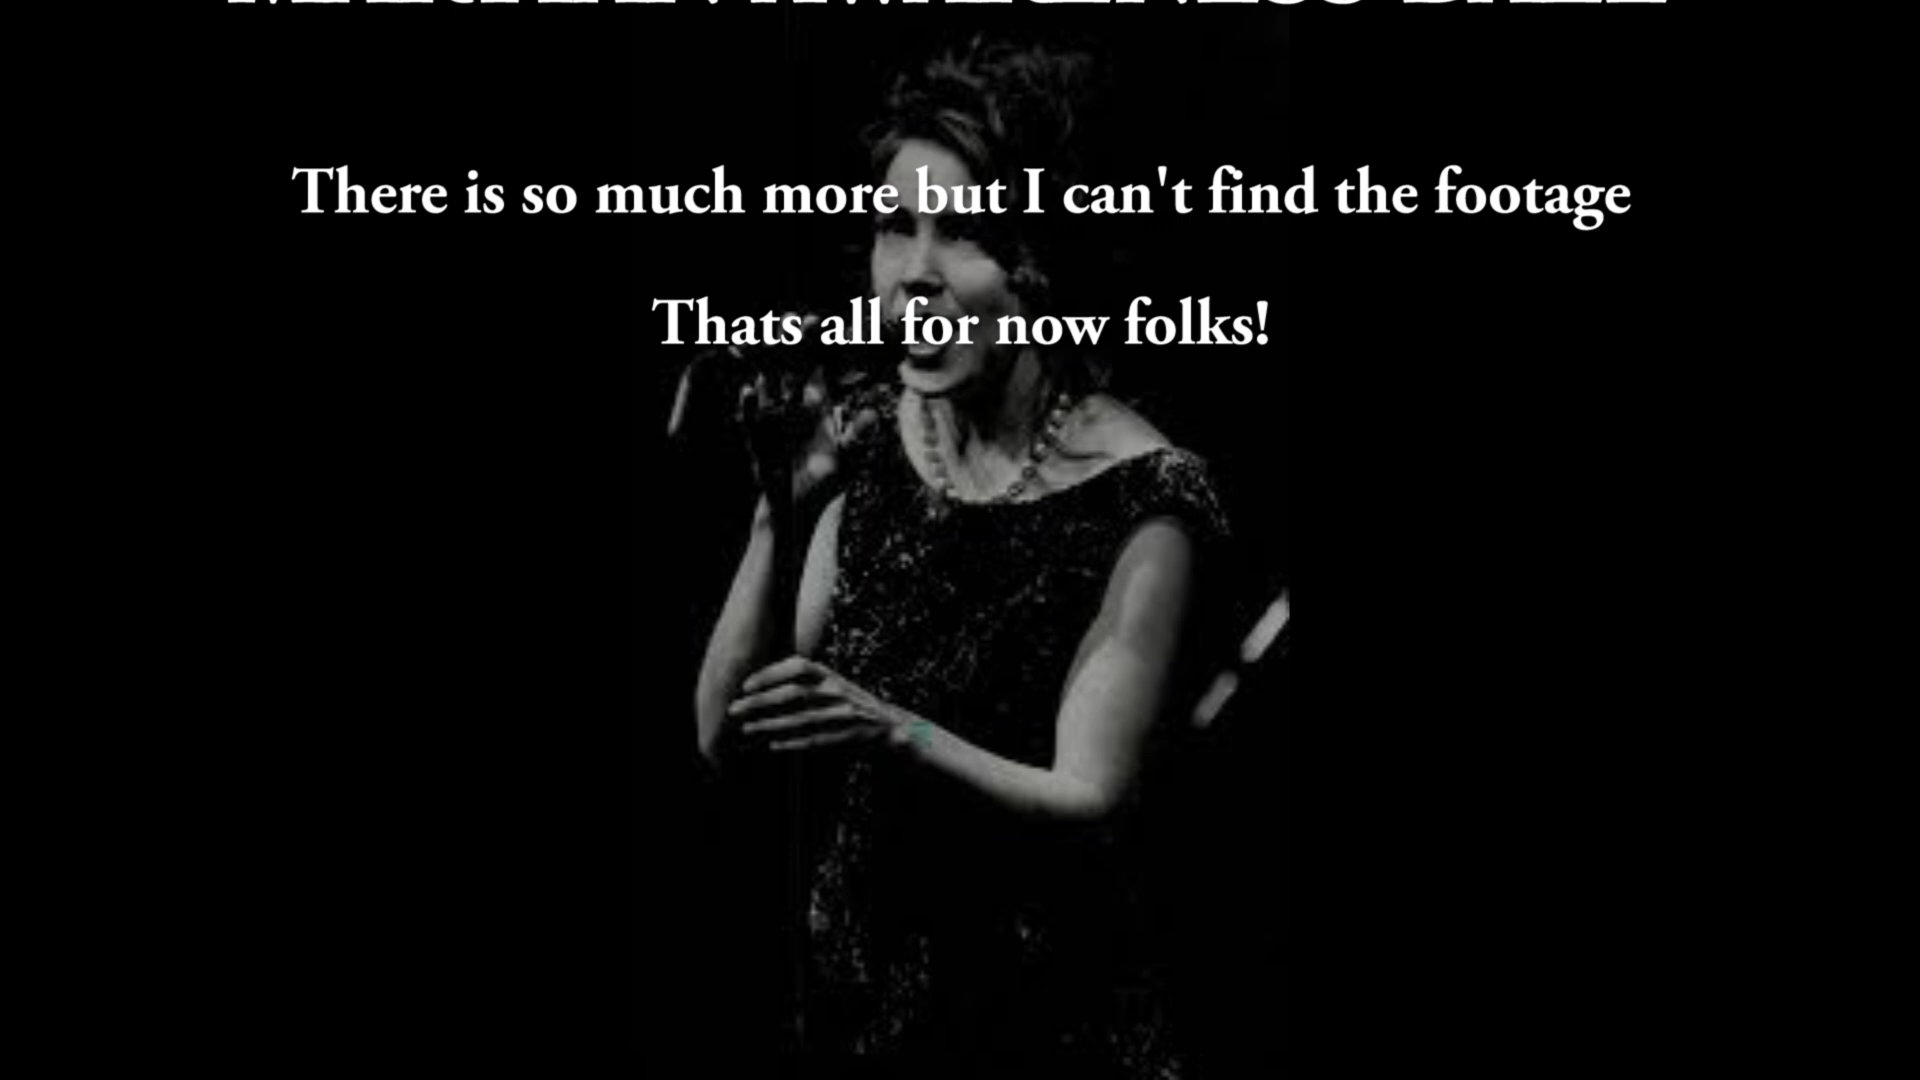 There is so much more but I can't find the footage
Thats all for now folks!